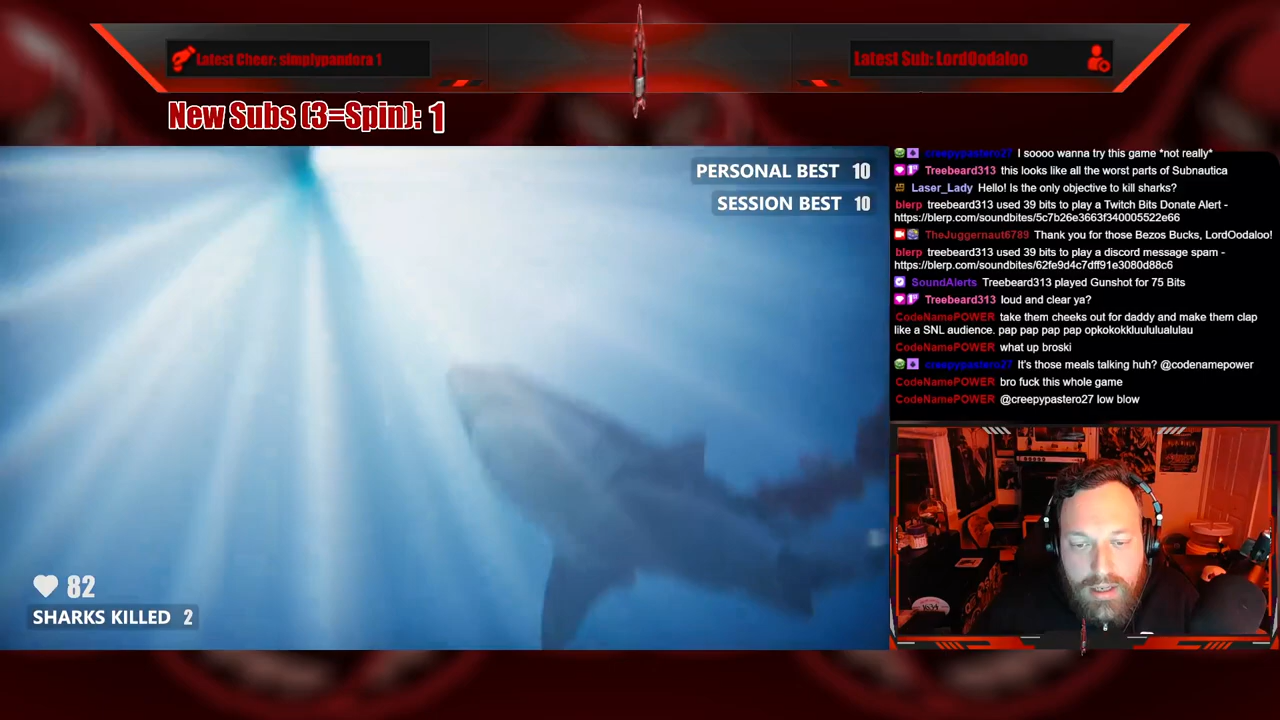 Latest Cheer: simplypandora 1
Latest Sub: LordOodaloo
New Subs (3=Spin): 1
PERSONAL BEST 10
SESSION BEST 10
82
SHARKS KILLED 2
creepypastero27 I soooo wanna try this game *not really*
Treebeard313 this looks like all the worst parts of Subnautica
Laser_Lady Hello! Is the only objective to kill sharks?
blerp treebeard313 used 39 bits to play a Twitch Bits Donate Alert -
https://blerp.com/soundbites/5c7b26e3663f340005522e66
TheJuggernaut6789 Thank you for those Bezos Bucks, LordOodaloo!
blerp treebeard313 used 39 bits to play a discord message spam -
https://blerp.com/soundbites/62fe9d4c7dff91e3080d88c6
SoundAlerts Treebeard313 played Gunshot for 75 Bits
Treebeard313 loud and clear ya?
CodeNamePOWER take them cheeks out for daddy and make them clap
like a SNL audience. pap pap pap pap opkokokkluululualulau
CodeNamePOWER what up broski
creepypastero27 It's those meals talking huh? @codenamepower
CodeNamePOWER bro fuck this whole game
CodeNamePOWER @creepypastero27 low blow